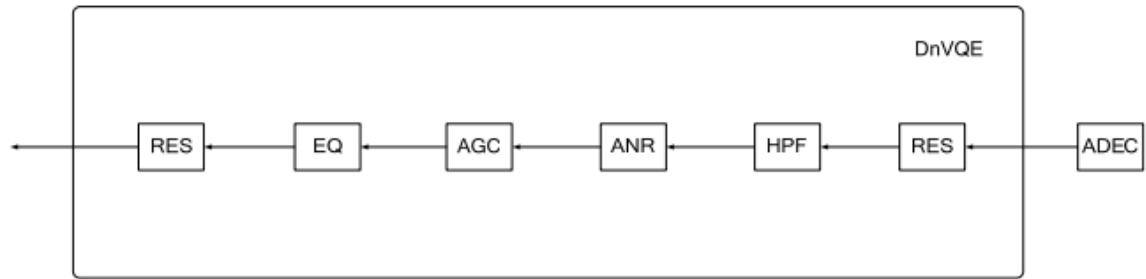 DnVQE
RES EQ AGC ANR HPF RES ADEC